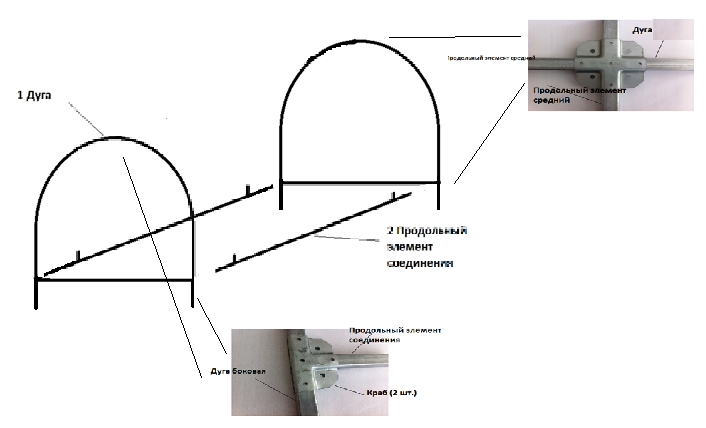 Продольный элемент средний
Дуга
Продольный элемент
средний
1 Дуга
2 Продольный
элемент
соединения
Продольный элемент
соединения
Дуга боковая
Краб (2 шт.)